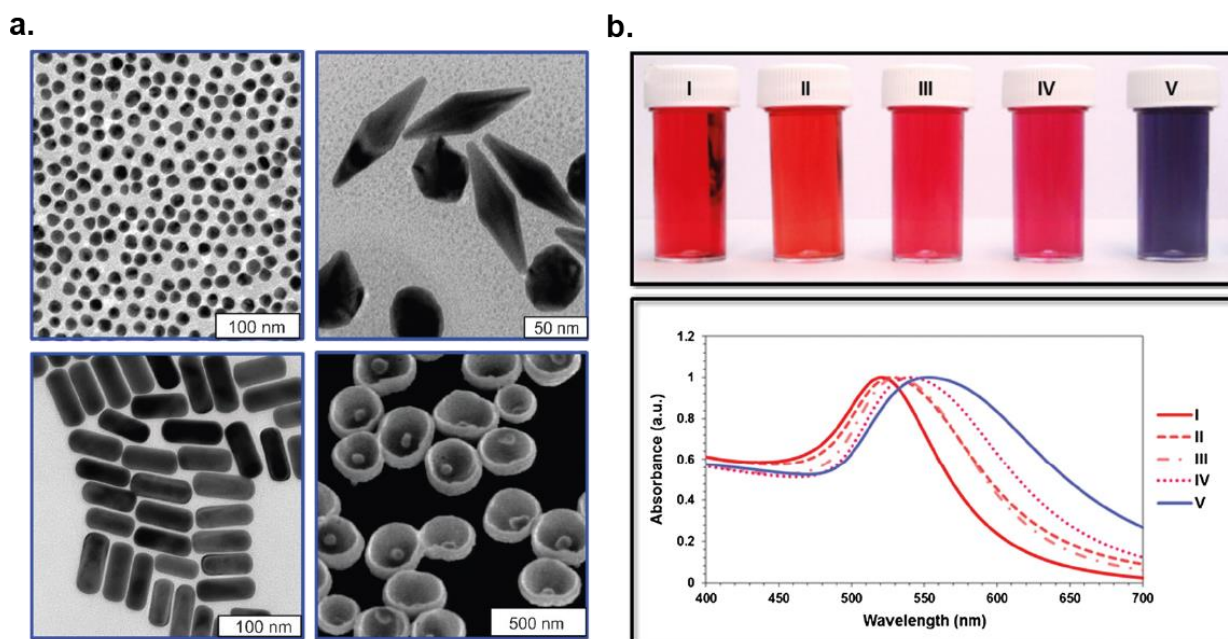 a.
100 nm
50 nm
100 nm
500 nm
b.
I II III IV V
1.2
1
0.8
0.6
0.4
0.2
0
Absorbance (a.u.)
400 450 500 550 600 650 700
Wavelength (nm)
I
II
III
IV
V